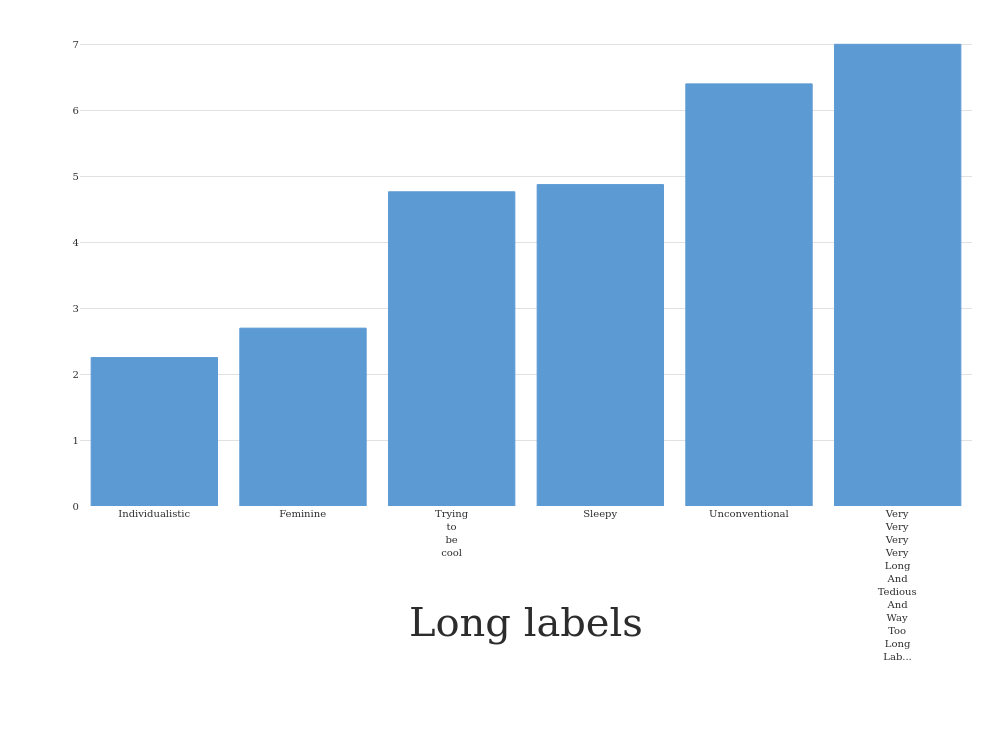 7
6
5
4
3
2
1
0
Individualistic
Feminine
Trying
to
be
cool
Sleepy
Unconventional
Very
Very
Very
Very
Long
And
Tedious
And
Way
Too
Long
Lab...
Long labels